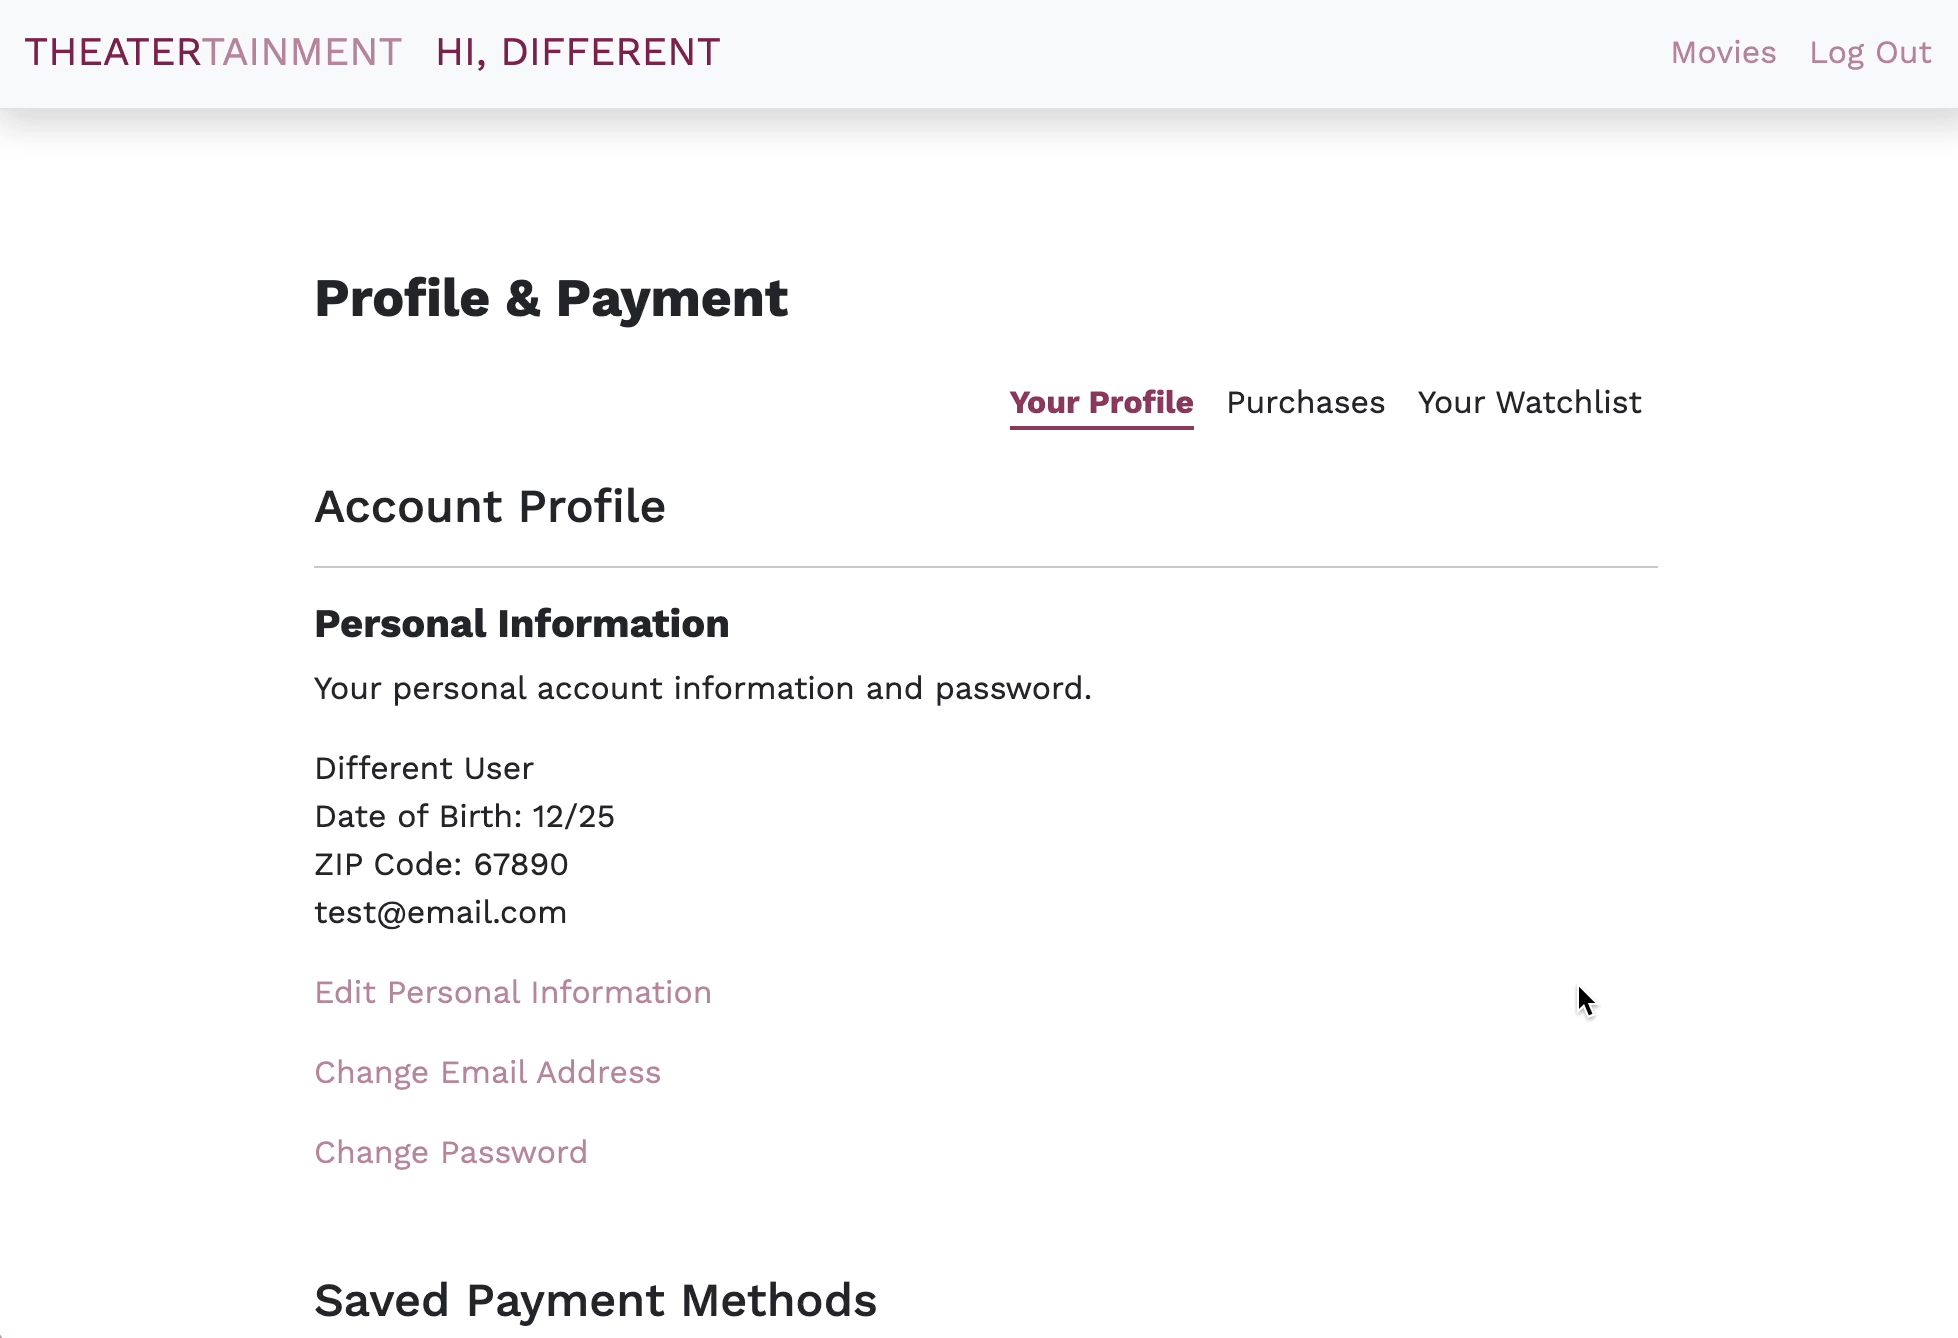 THEATERTAINMENT HI, DIFFERENT Movies Log Out
Profile & Payment
Your Profile Purchases Your Watchlist
Account Profile
Personal Information
Your personal account information and password.
Different User
Date of Birth: 12/25
ZIP Code: 67890
test@email.com
Edit Personal Information
Change Email Address
Change Password
Saved Payment Methods